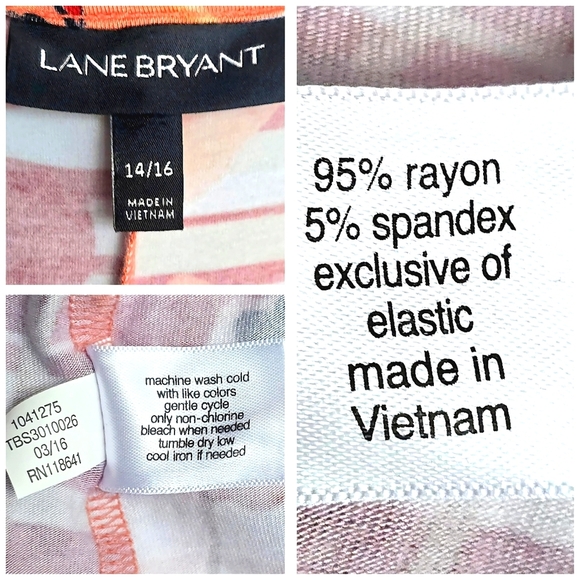 LANE BRYANT
14/16
MADE IN
VIETNAM
95% rayon
5% spandex
exclusive of
elastic
made in
Vietnam
1041275
TBS3010026
03/16
RN118641
machine wash cold
with like colors
gentle cycle
only non-chlorine
bleach when needed
tumble dry low
cool iron if needed